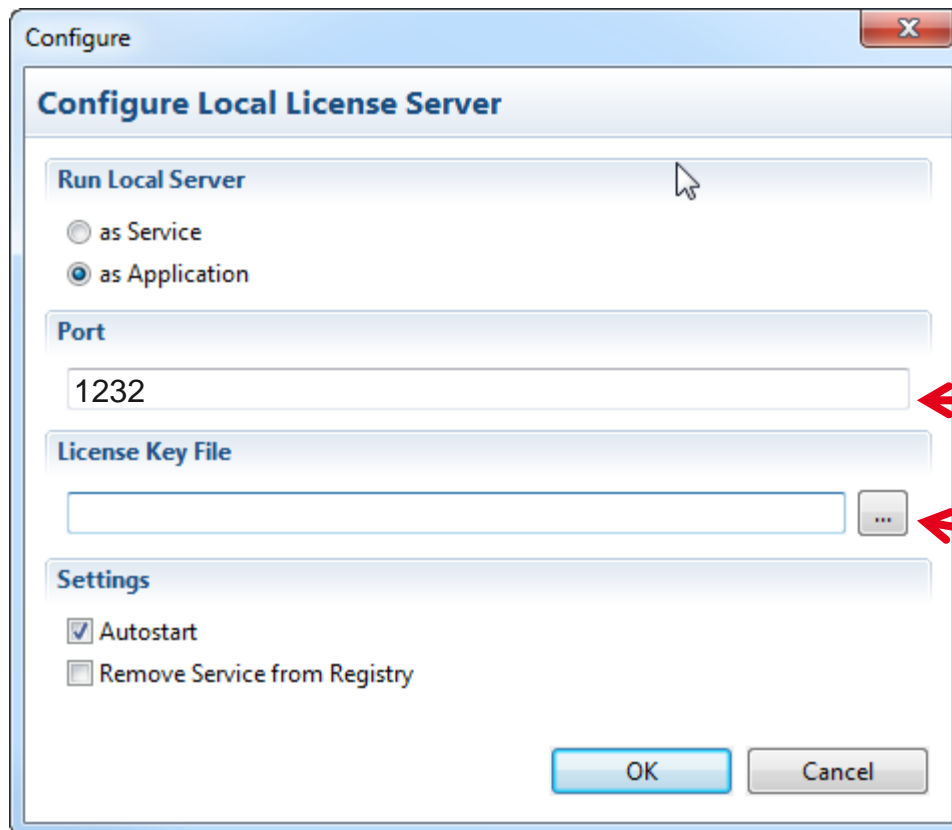 Configure
Configure Local License Server
Run Local Server
as Service
as Application
Port
1232
License Key File
...
Settings
Autostart
Remove Service from Registry
OK Cancel